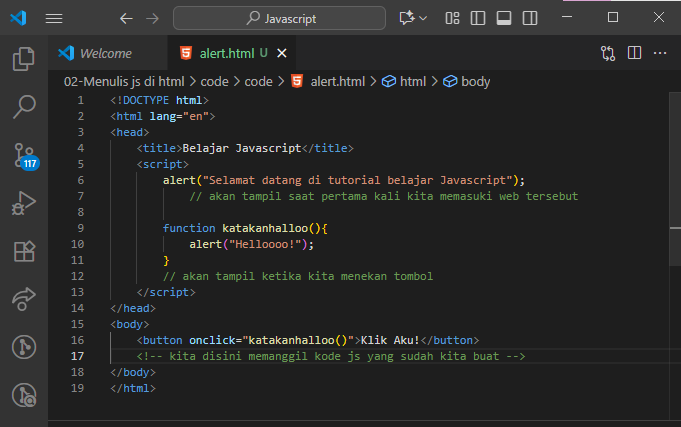 Javascript
Welcome
alert.html U
02-Menulis js di html > code > code > alert.html > html > body
1 <!DOCTYPE html>
2 <html lang="en">
3 <head>
4 <title>Belajar Javascript</title>
5 <script>
6 alert("Selamat datang di tutorial belajar Javascript");
7 // akan tampil saat pertama kali kita memasuki web tersebut
8
9 function katakanhalloo(){
10 alert("Helloooo!");
11 }
12 // akan tampil ketika kita menekan tombol
13 </script>
14 </head>
15 <body>
16 <button onclick="katakanhalloo()">Klik Aku!</button>
17 <!-- kita disini memanggil kode js yang sudah kita buat -->
18 </body>
19 </html>
117